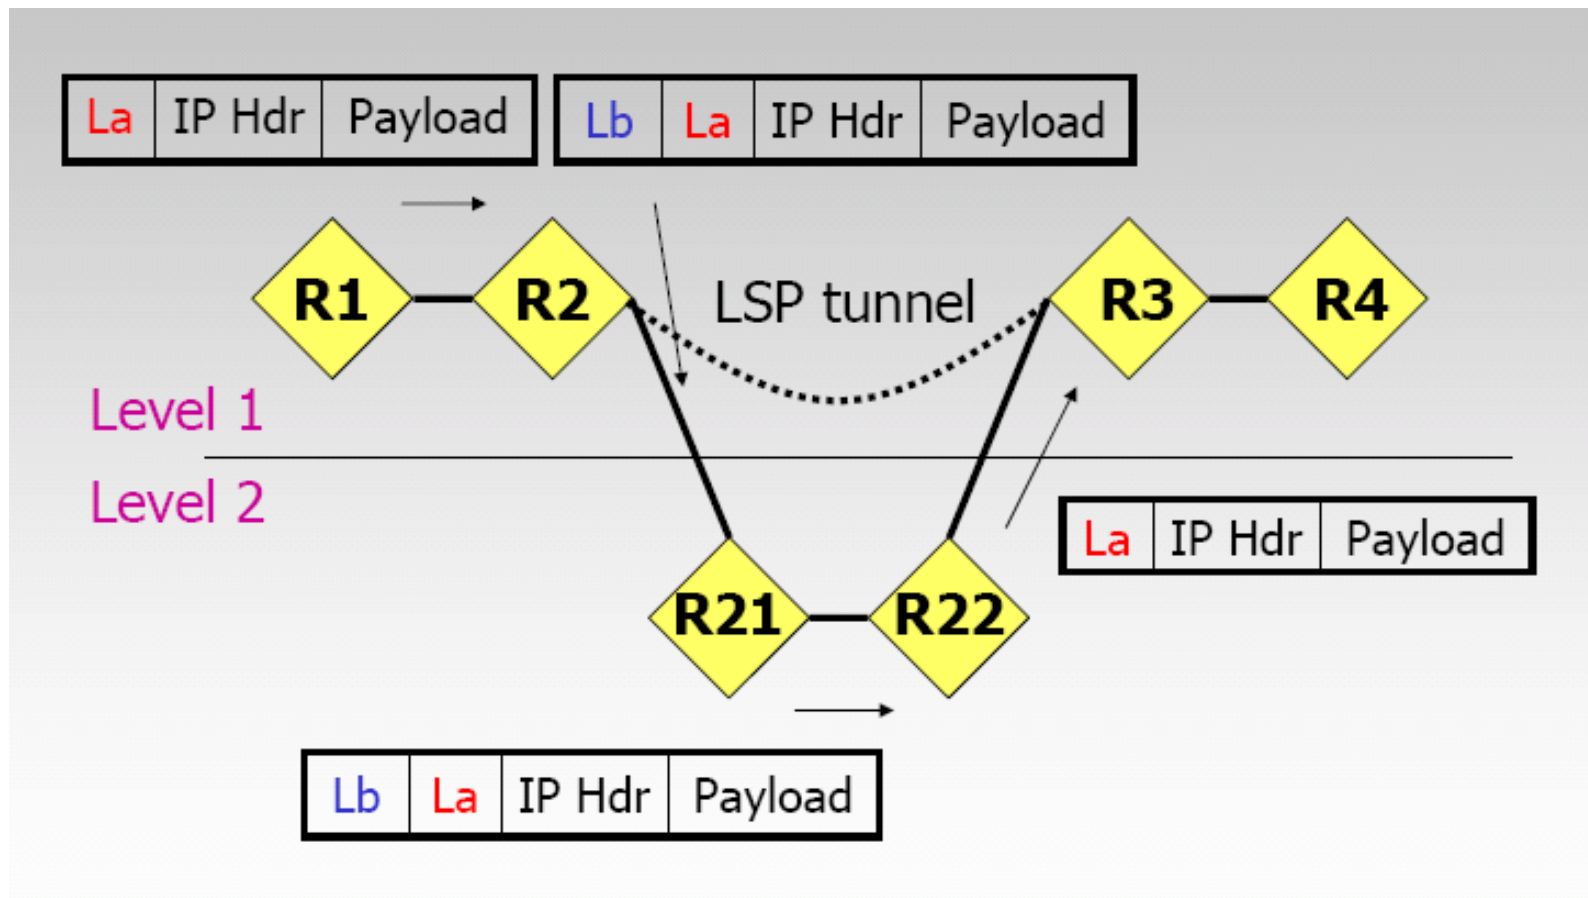 La IP Hdr Payload
Lb La IP Hdr Payload
R1 R2 LSP tunnel R3 R4
Level 1
Level 2
La IP Hdr Payload
R21 R22
Lb La IP Hdr Payload